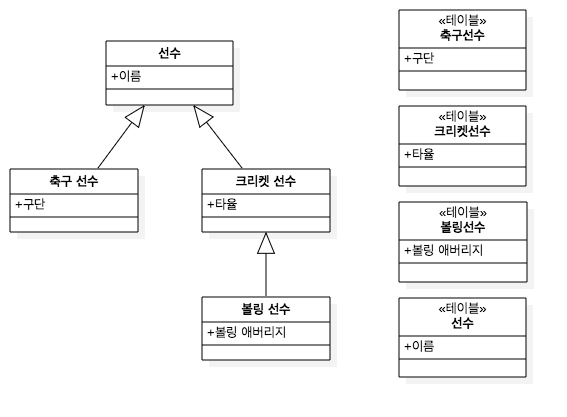 선수
+이름
축구 선수
+구단
크리켓 선수
+타율
볼링 선수
+볼링 애버리지
«테이블»
축구선수
+구단
«테이블»
크리켓선수
+타율
«테이블»
볼링선수
+볼링 애버리지
«테이블»
선수
+이름